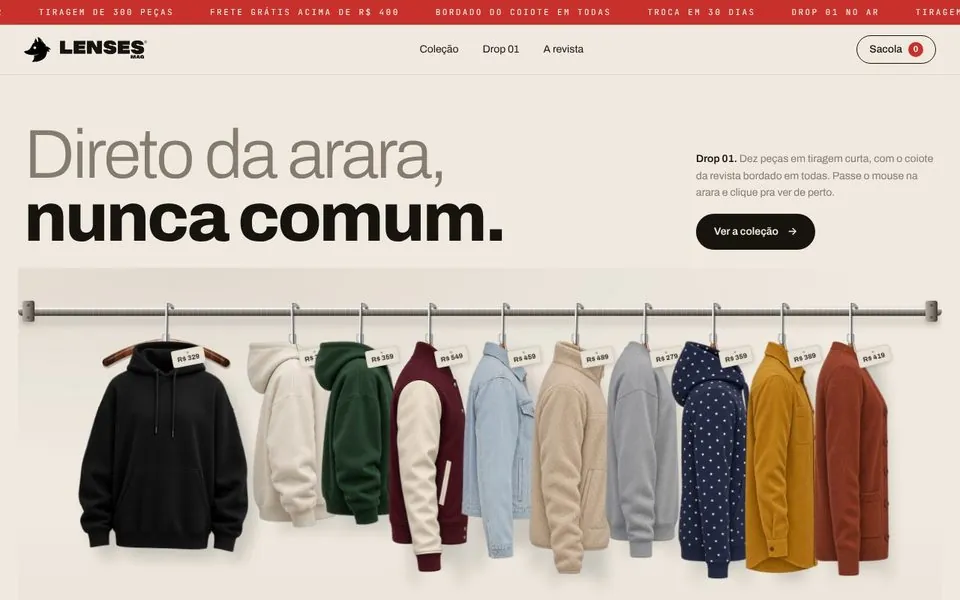 TIRAGEM DE 300 PEÇAS FRETE GRÁTIS ACIMA DE R$ 400 BORDADO DO COIOTE EM TODAS TROCA EM 30 DIAS DROP 01 NO AR TIRAGEM
LENSES
MAG
Coleção Drop 01 A revista
Sacola 0
Direto da arara,
nunca comum.
Drop 01. Dez peças em tiragem curta, com o coiote
da revista bordado em todas. Passe o mouse na
arara e clique pra ver de perto.
Ver a coleção →
R$ 329 R$ 359 R$ 549 R$ 459 R$ 489 R$ 279 R$ 359 R$ 389 R$ 419